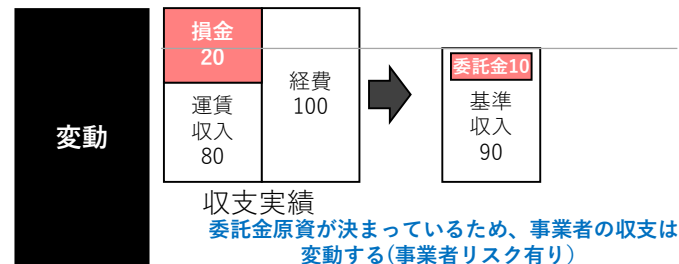 変動
損金
20
運賃
収入
80
経費
100
委託金10
基準
収入
90
収支実績
委託金原資が決まっているため、事業者の収支は
変動する(事業者リスク有り)